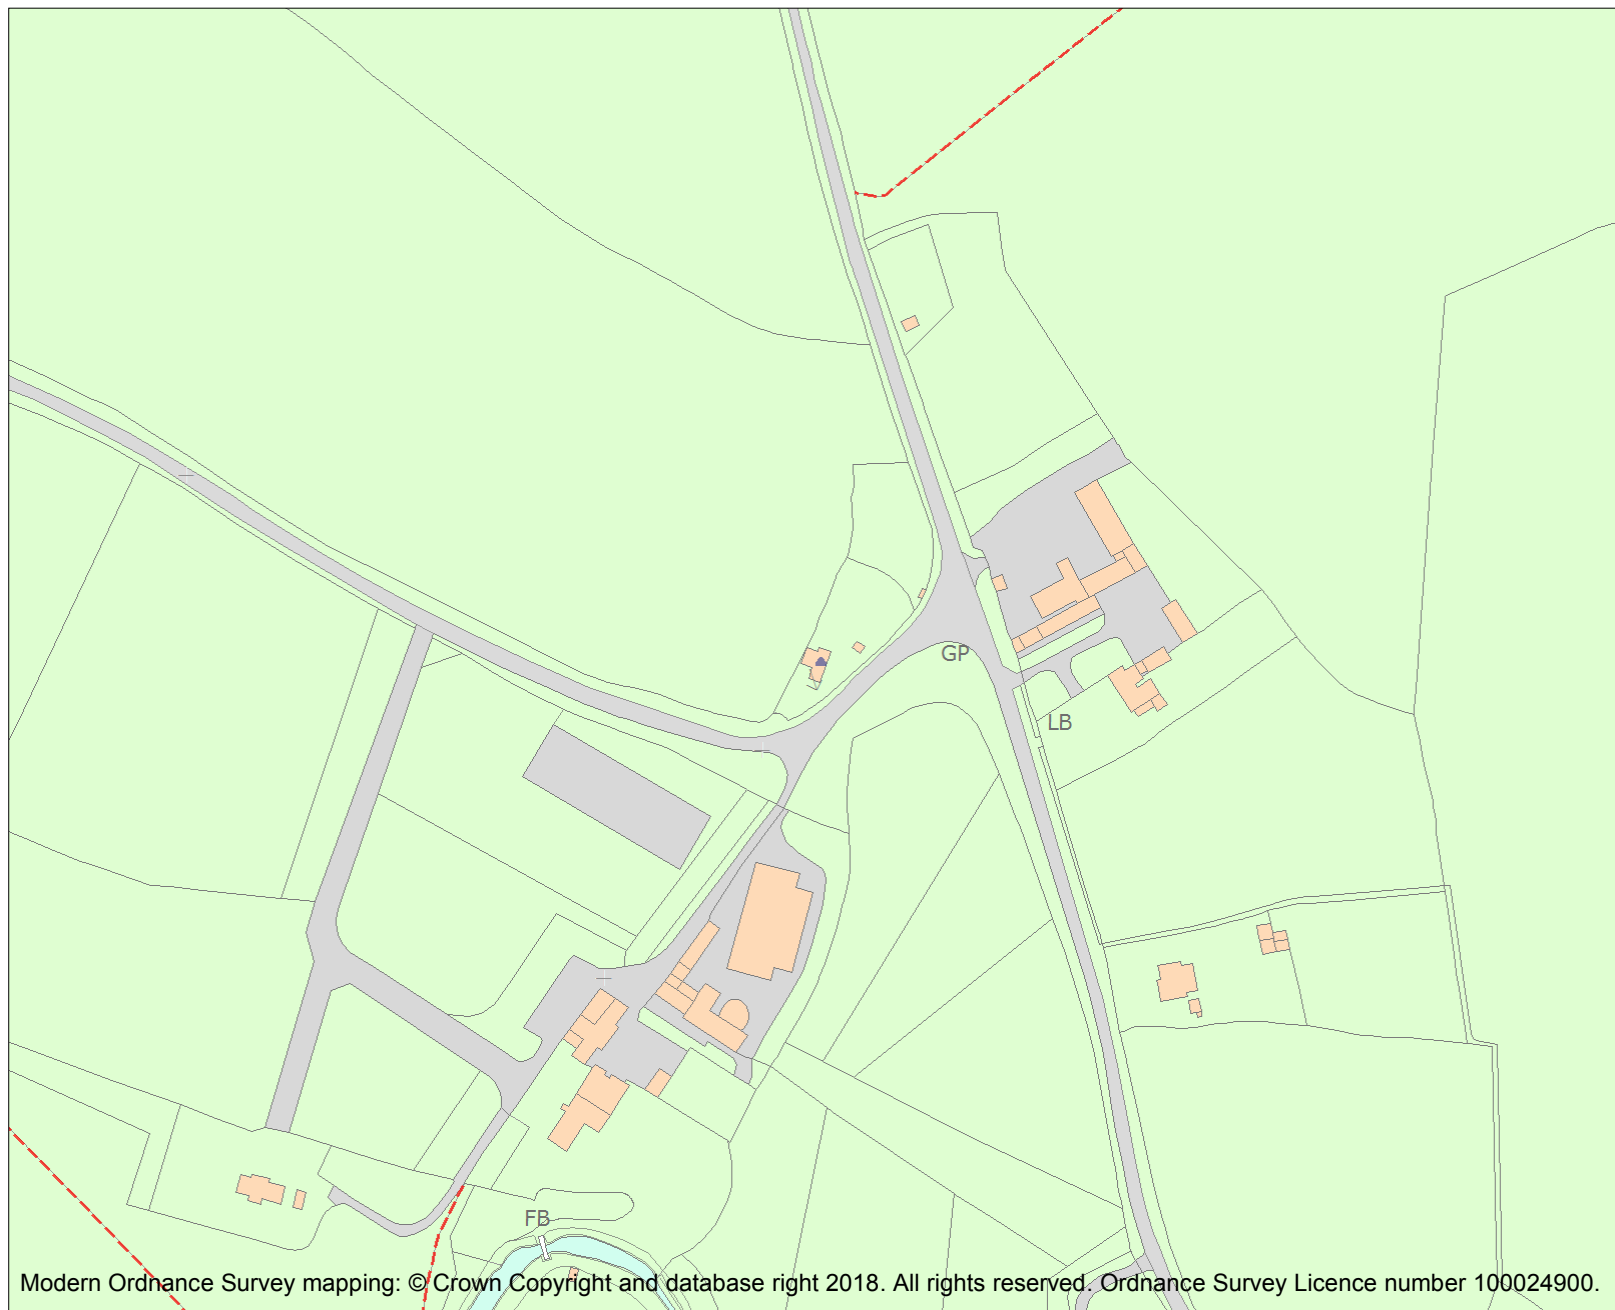 GP
LB
FB
Modern Ordnance Survey mapping: © Crown Copyright and database right 2018. All rights reserved. Ordnance Survey Licence number 100024900.